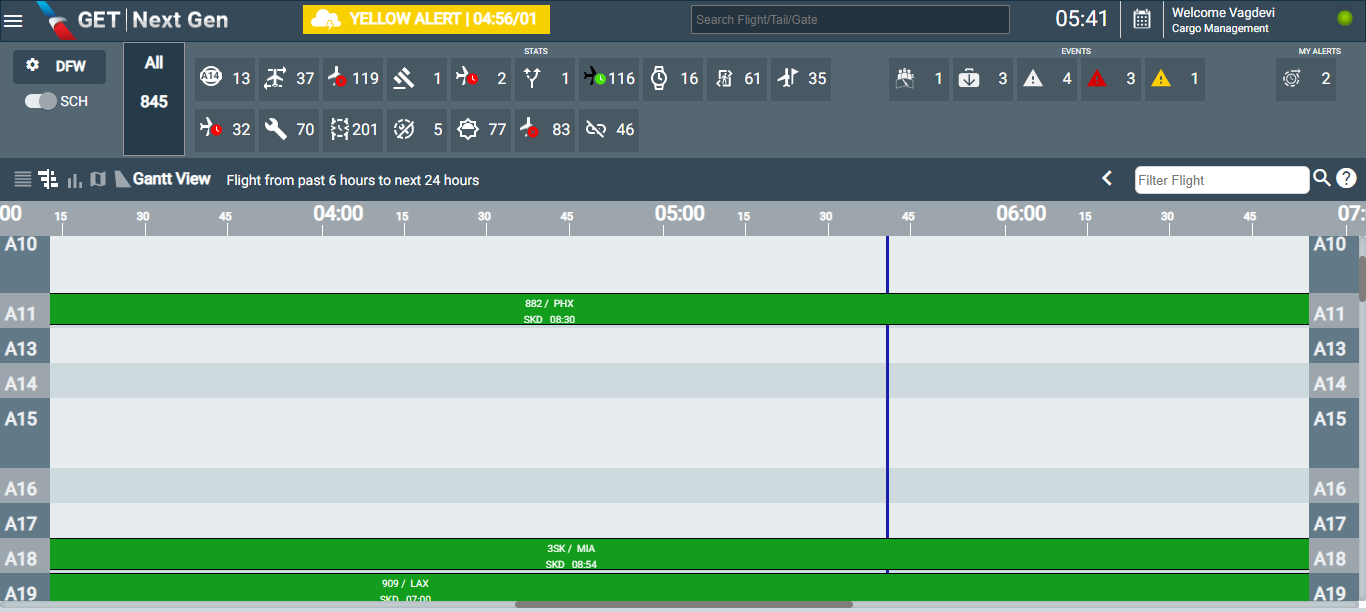 GET | Next Gen
YELLOW ALERT | 04:56/01
Search Flight/Tail/Gate
05:41
Welcome Vagdevi
Cargo Management
DFW
SCH
All
845
STATS
A14 13 37 119 1 2 1 116 16 61 35
32 70 201 5 77 83 46
EVENTS
1 3 4 3 1
MY ALERTS
2
Gantt View
Flight from past 6 hours to next 24 hours
Filter Flight
?
00 15 30 45 04:00 15 30 45 05:00 15 30 45 06:00 15 30 45 07:
A10 A10
882 / PHX
A11 SKD 08:30 A11
A13 A13
A14 A14
A15 A15
A16 A16
A17 A17
3SK / MIA
A18 SKD 08:54 A18
909 / LAX
A19 SKD 07:00 A19